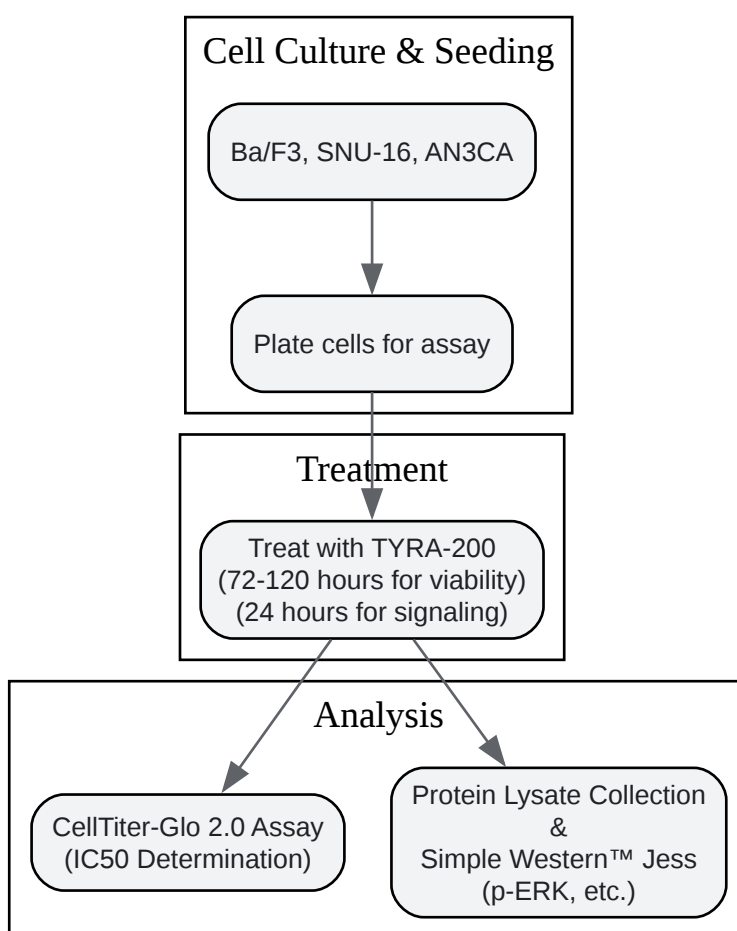 Cell Culture & Seeding
Ba/F3, SNU-16, AN3CA
Plate cells for assay
Treatment
Treat with TYRA-200
(72-120 hours for viability)
(24 hours for signaling)
Analysis
CellTiter-Glo 2.0 Assay
(IC50 Determination)
Protein Lysate Collection
&
Simple Western™ Jess
(p-ERK, etc.)